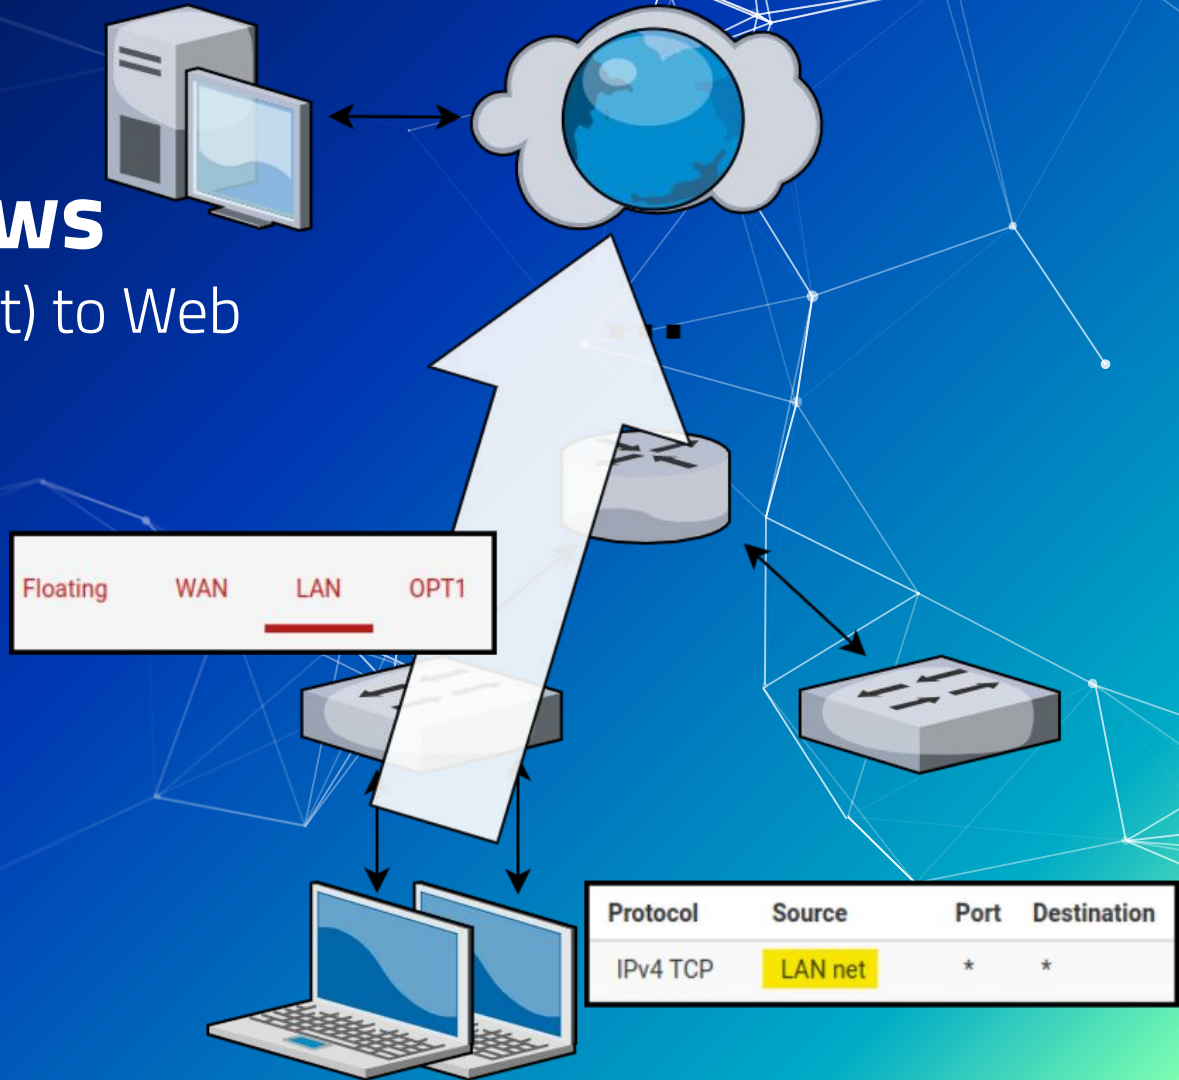 ws
t) to Web
Floating WAN LAN OPT1
Protocol Source Port Destination
IPv4 TCP LAN net * *